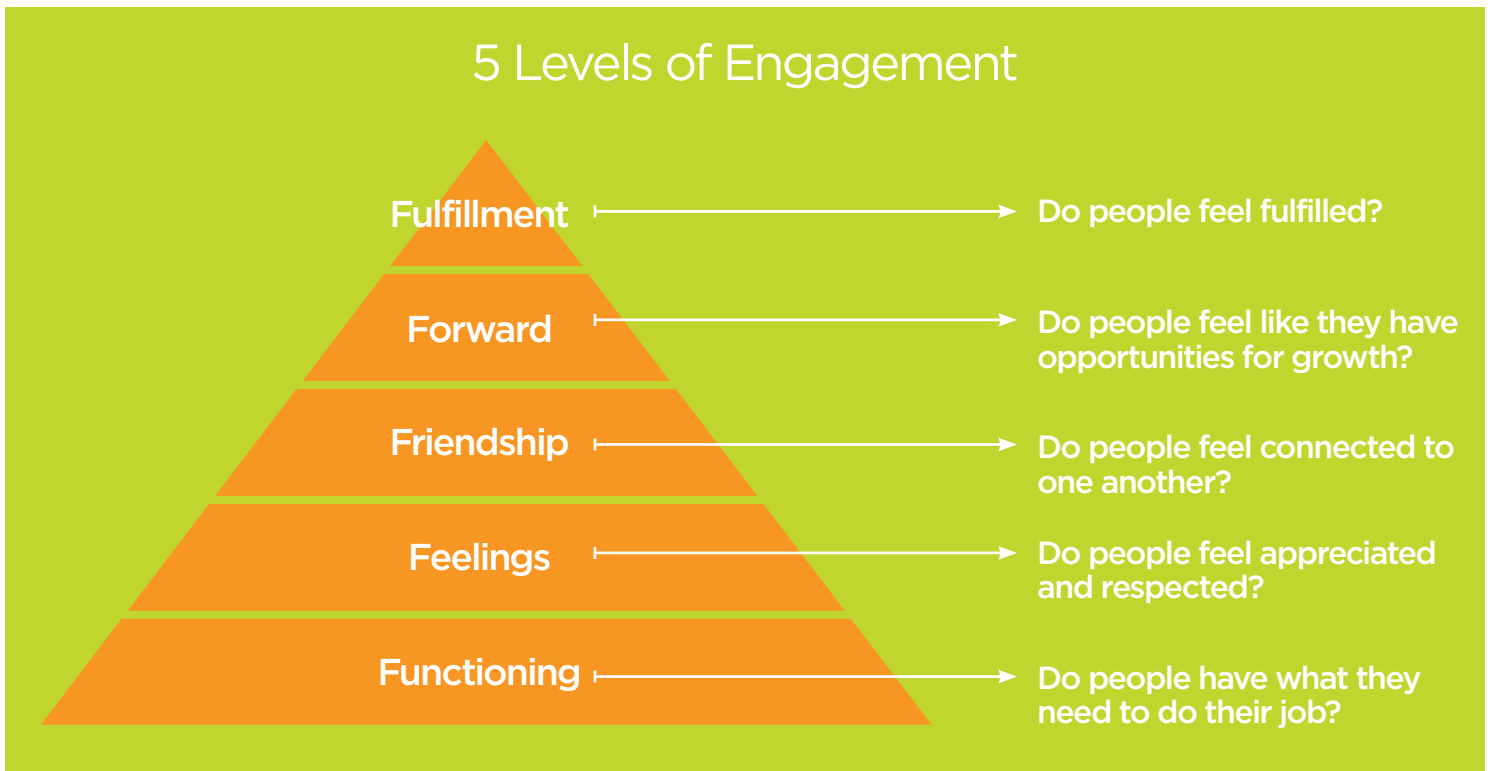 5 Levels of Engagement
Fulfillment
Do people feel fulfilled?
Forward
Do people feel like they have
opportunities for growth?
Friendship
Do people feel connected to
one another?
Feelings
Do people feel appreciated
and respected?
Functioning
Do people have what they
need to do their job?